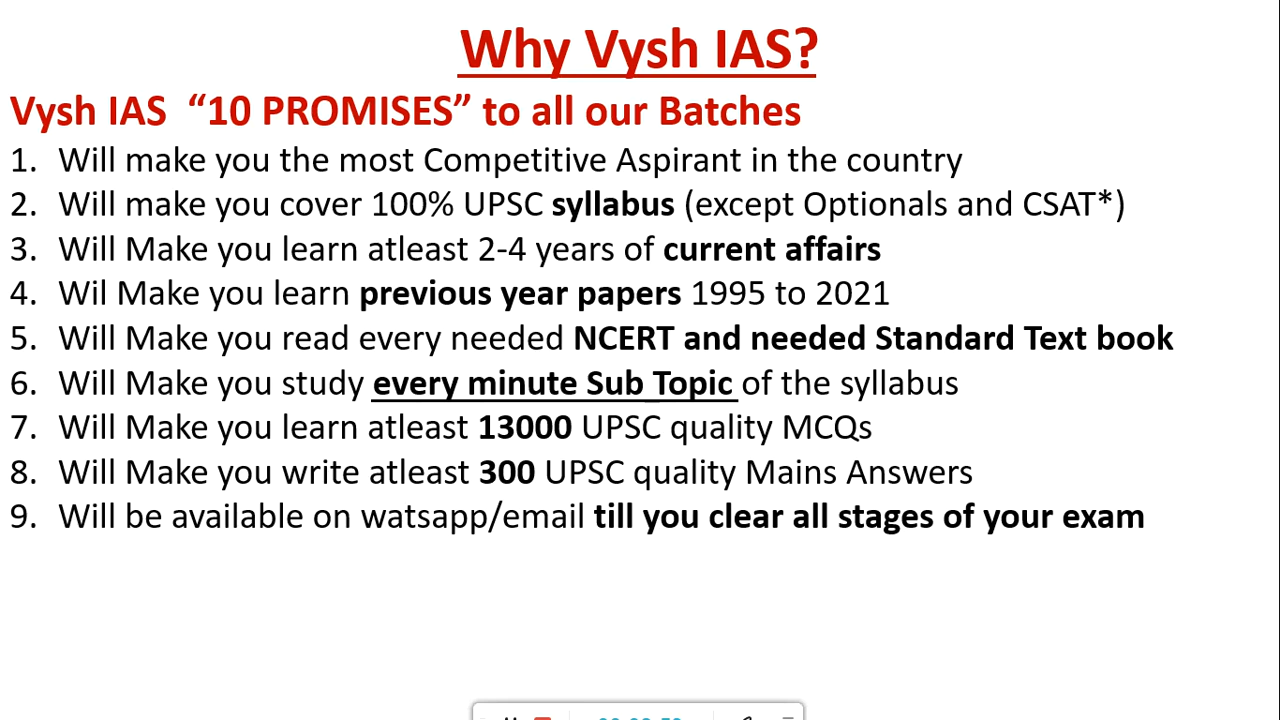 Why Vysh IAS?
Vysh IAS “10 PROMISES” to all our Batches
1. Will make you the most Competitive Aspirant in the country
2. Will make you cover 100% UPSC syllabus (except Optionals and CSAT*)
3. Will Make you learn atleast 2-4 years of current affairs
4. Wil Make you learn previous year papers 1995 to 2021
5. Will Make you read every needed NCERT and needed Standard Text book
6. Will Make you study every minute Sub Topic of the syllabus
7. Will Make you learn atleast 13000 UPSC quality MCQs
8. Will Make you write atleast 300 UPSC quality Mains Answers
9. Will be available on watsapp/email till you clear all stages of your exam